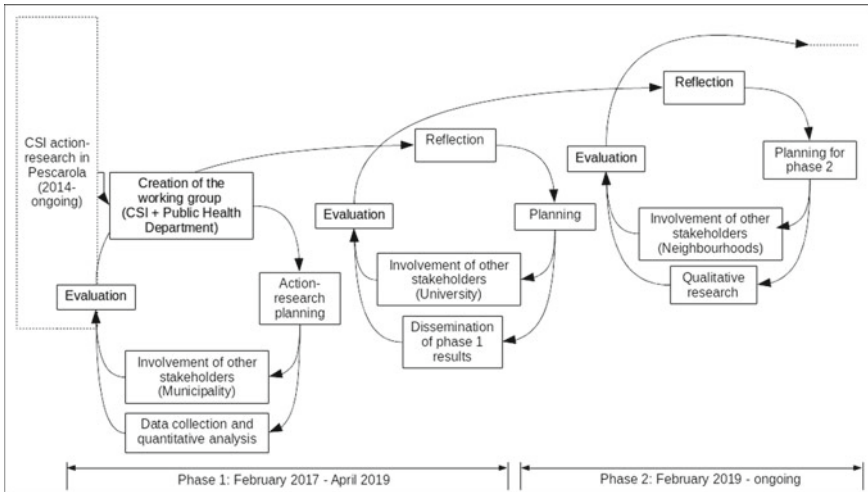 CSI action-
research in
Pescarola
(2014-
ongoing)
Creation of the
working group
(CSI + Public Health
Department)
Evaluation
Action-
research
planning
Involvement of other
stakeholders
(Municipality)
Data collection and
quantitative analysis
Reflection
Evaluation
Planning
Involvement of other
stakeholders
(University)
Dissemination
of phase 1
results
Reflection
Evaluation
Planning for
phase 2
Involvement of other
stakeholders
(Neighbourhoods)
Qualitative
research
Phase 1: February 2017 - April 2019
Phase 2: February 2019 - ongoing